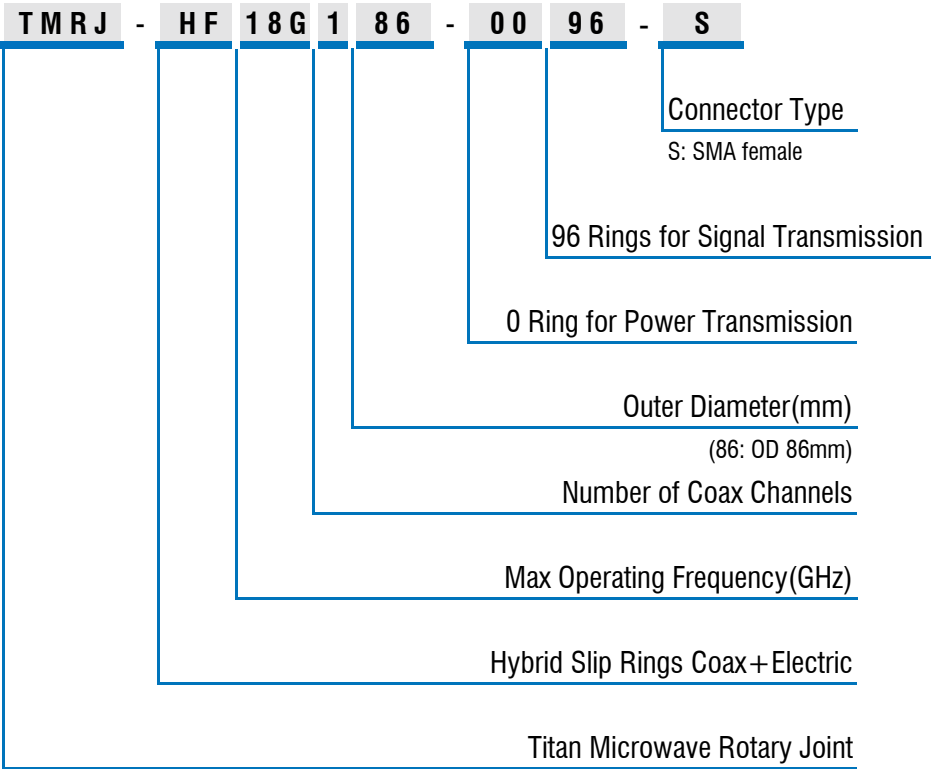 TMRJ - HF 18G 1 86 - 00 96 - S
Connector Type
S: SMA female
96 Rings for Signal Transmission
0 Ring for Power Transmission
Outer Diameter(mm)
(86: OD 86mm)
Number of Coax Channels
Max Operating Frequency(GHz)
Hybrid Slip Rings Coax+Electric
Titan Microwave Rotary Joint